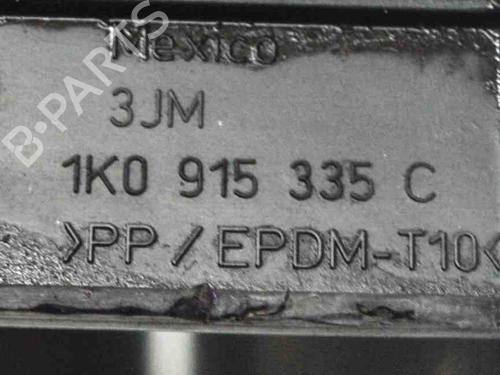 Mexico
3JM
1K0 915 335 C
>PP/EPDM-T10<
B-PARTS